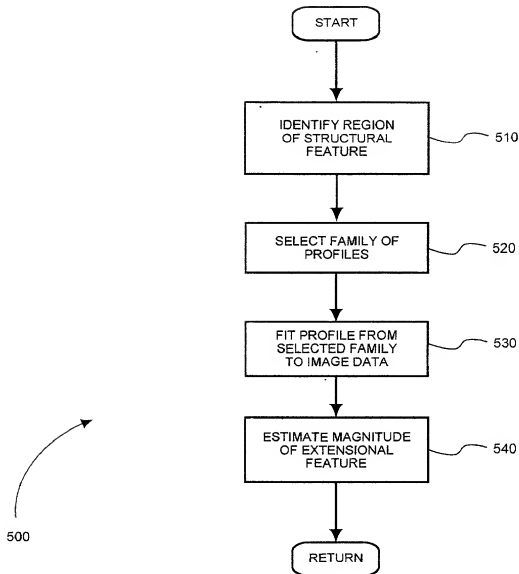 START
IDENTIFY REGION
OF STRUCTURAL
FEATURE
510
SELECT FAMILY OF
PROFILES
520
FIT PROFILE FROM
SELECTED FAMILY
TO IMAGE DATA
530
ESTIMATE MAGNITUDE
OF EXTENSIONAL
FEATURE
540
500
RETURN